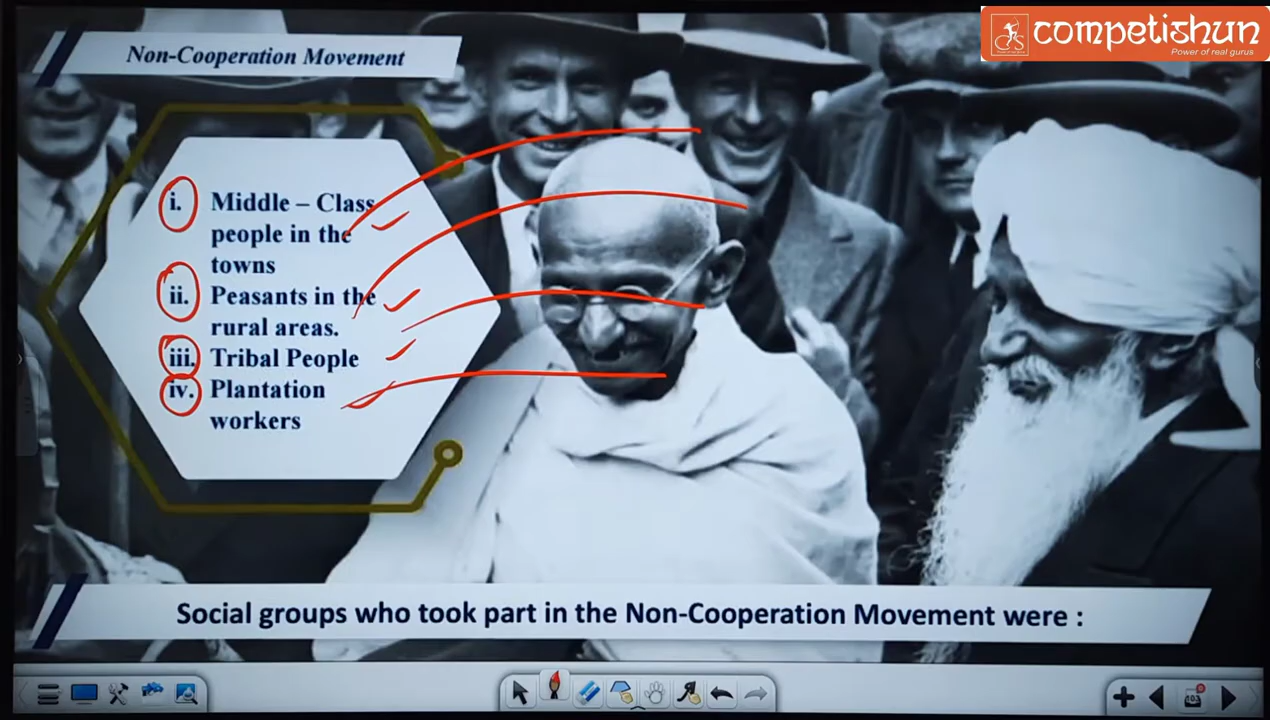 competishun
Power of real gurus
Non-Cooperation Movement
i. Middle – Class
people in the
towns
ii. Peasants in the
rural areas.
iii. Tribal People
iv. Plantation
workers
Social groups who took part in the Non-Cooperation Movement were :